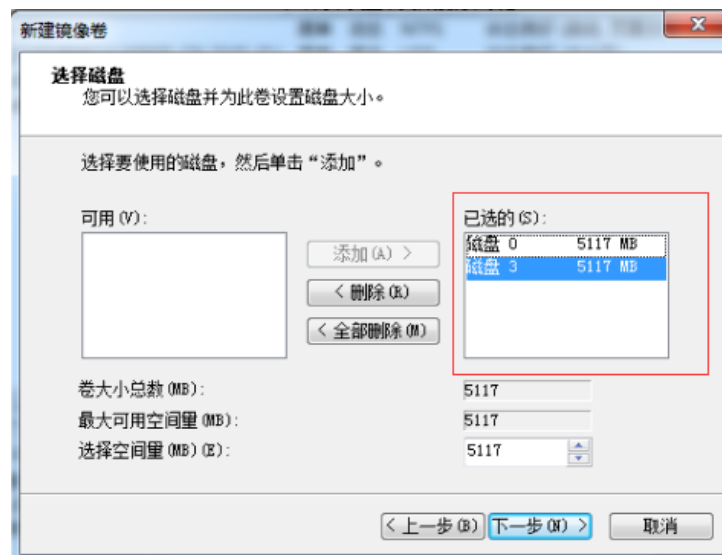 新建镜像卷
选择磁盘
您可以选择磁盘并为此卷设置磁盘大小。
选择要使用的磁盘，然后单击“添加”。
可用(V):
已选的(S):
磁盘 0 5117 MB
磁盘 3 5117 MB
添加(A) >
< 删除(R)
< 全部删除(M)
卷大小总数(MB): 5117
最大可用空间量(MB): 5117
选择空间量(MB)(E): 5117
< 上一步(B) 下一步(N) > 取消